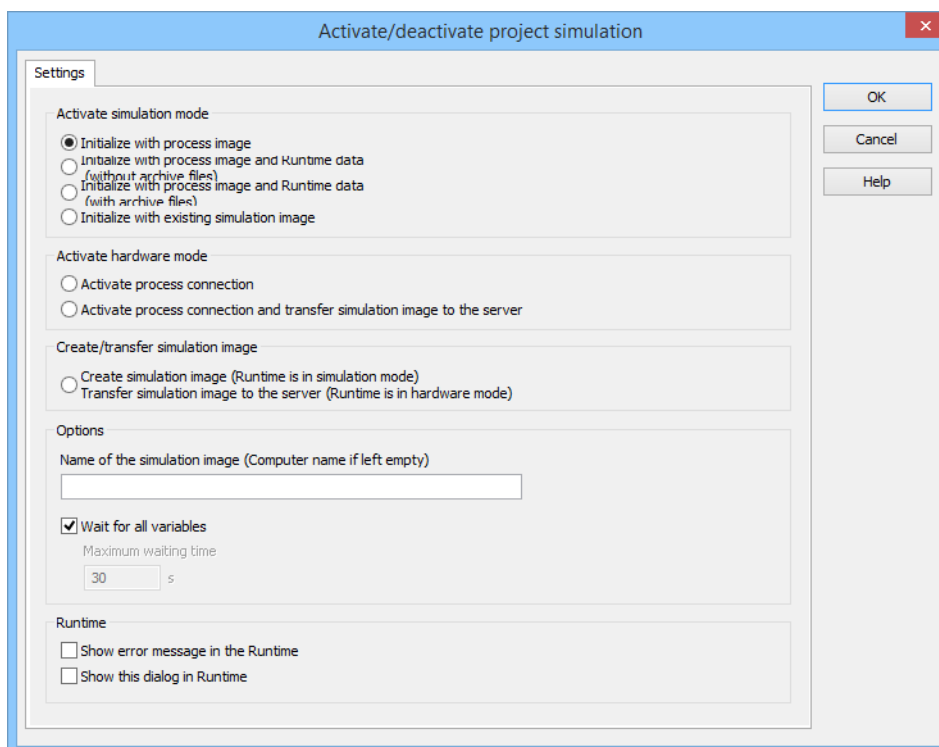 Activate/deactivate project simulation
Settings
OK
Cancel
Help
Activate simulation mode
Initialize with process image
Initialize with process image and Runtime data
(without archive files)
Initialize with process image and Runtime data
(with archive files)
Initialize with existing simulation image
Activate hardware mode
Activate process connection
Activate process connection and transfer simulation image to the server
Create/transfer simulation image
Create simulation image (Runtime is in simulation mode)
Transfer simulation image to the server (Runtime is in hardware mode)
Options
Name of the simulation image (Computer name if left empty)
Wait for all variables
Maximum waiting time
30 s
Runtime
Show error message in the Runtime
Show this dialog in Runtime